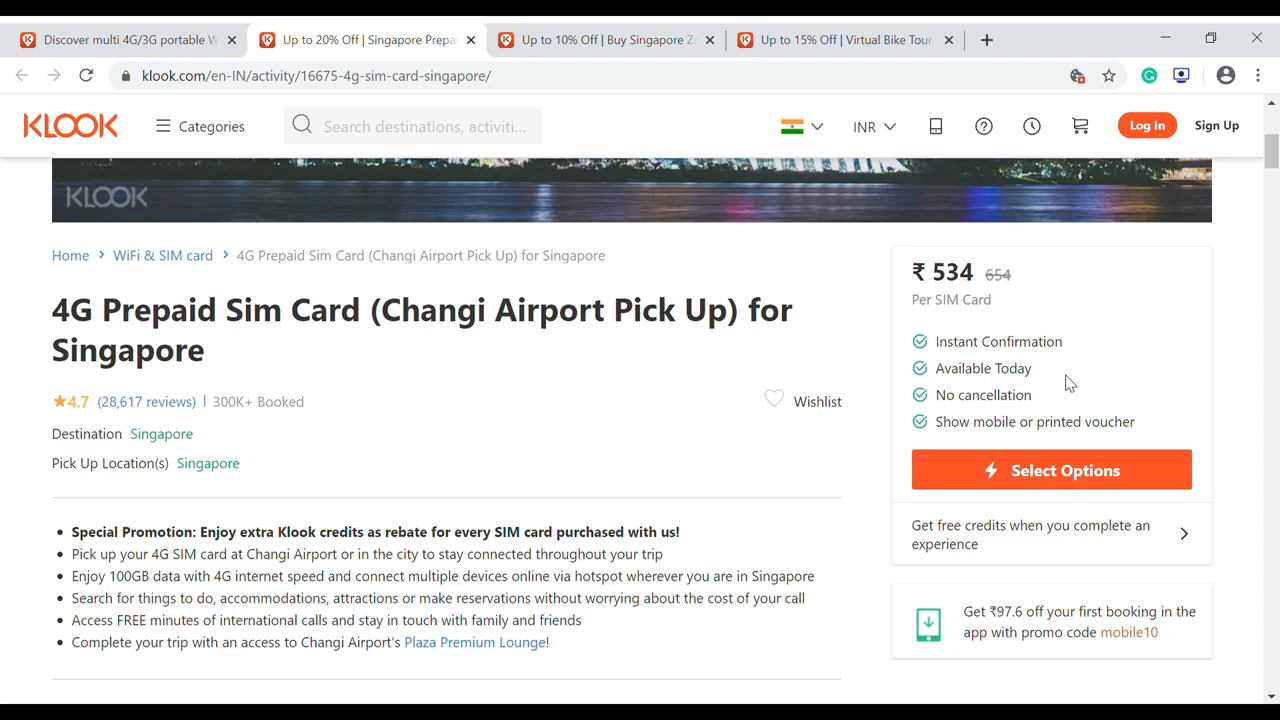 Discover multi 4G/3G portable W
Up to 20% Off | Singapore Prepai
Up to 10% Off | Buy Singapore Zo
Up to 15% Off | Virtual Bike Tour
klook.com/en-IN/activity/16675-4g-sim-card-singapore/
KLOOK
Categories
Search destinations, activiti...
INR
Log In
Sign Up
KLOOK
Home > WiFi & SIM card > 4G Prepaid Sim Card (Changi Airport Pick Up) for Singapore
4G Prepaid Sim Card (Changi Airport Pick Up) for
Singapore
★4.7 (28,617 reviews) | 300K+ Booked
Wishlist
Destination Singapore
Pick Up Location(s) Singapore
• Special Promotion: Enjoy extra Klook credits as rebate for every SIM card purchased with us!
• Pick up your 4G SIM card at Changi Airport or in the city to stay connected throughout your trip
• Enjoy 100GB data with 4G internet speed and connect multiple devices online via hotspot wherever you are in Singapore
• Search for things to do, accommodations, attractions or make reservations without worrying about the cost of your call
• Access FREE minutes of international calls and stay in touch with family and friends
• Complete your trip with an access to Changi Airport's Plaza Premium Lounge!
₹ 534 654
Per SIM Card
Instant Confirmation
Available Today
No cancellation
Show mobile or printed voucher
Select Options
Get free credits when you complete an
experience
Get ₹97.6 off your first booking in the
app with promo code mobile10